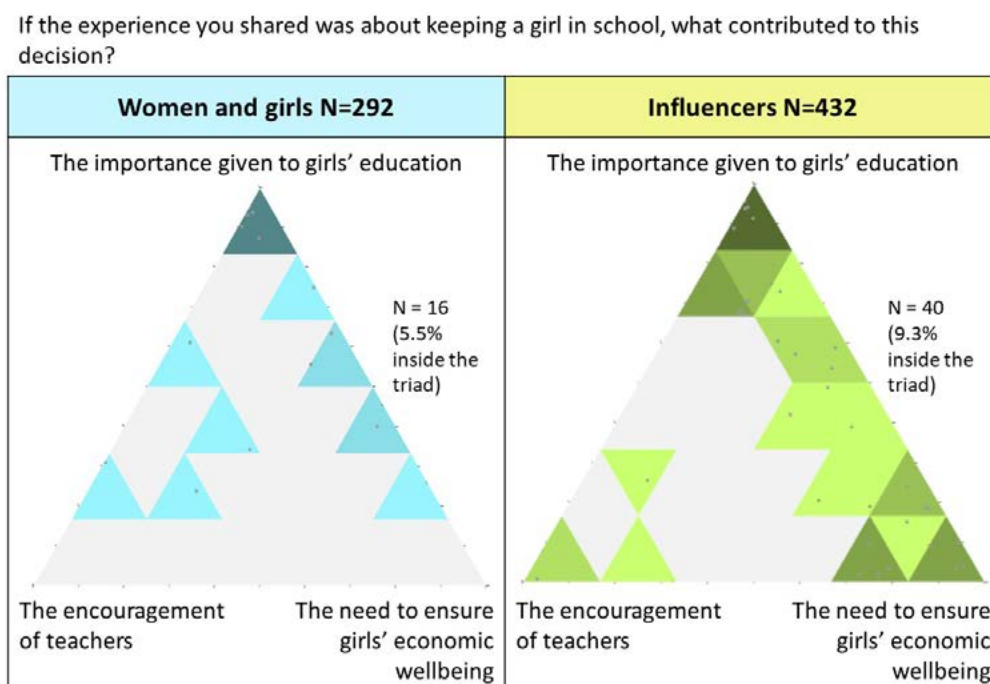 If the experience you shared was about keeping a girl in school, what contributed to this
decision?
Women and girls N=292
Influencers N=432
The importance given to girls’ education
N = 16
(5.5%
inside the
triad)
The encouragement
of teachers
The need to ensure
girls’ economic
wellbeing
The importance given to girls’ education
N = 40
(9.3%
inside the
triad)
The encouragement
of teachers
The need to ensure
girls’ economic
wellbeing